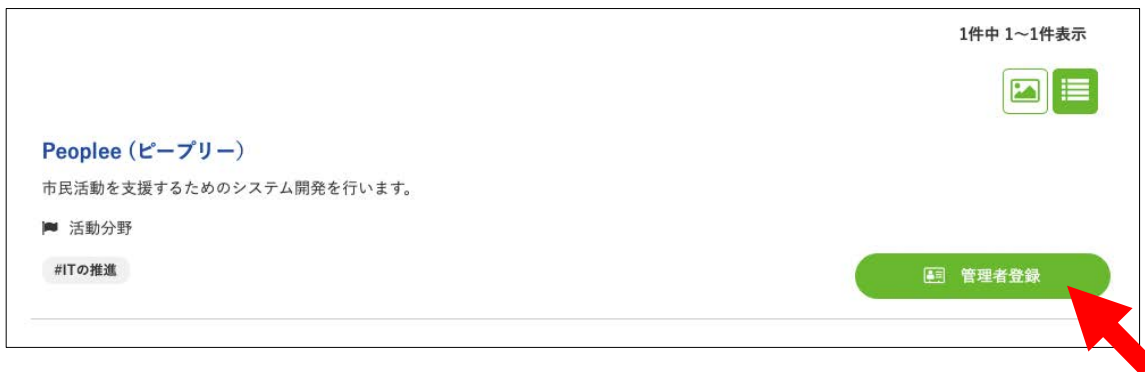 1件中 1〜1件表示
Peoplee（ピープリー）
市民活動を支援するためのシステム開発を行います。
活動分野
#ITの推進
管理者登録